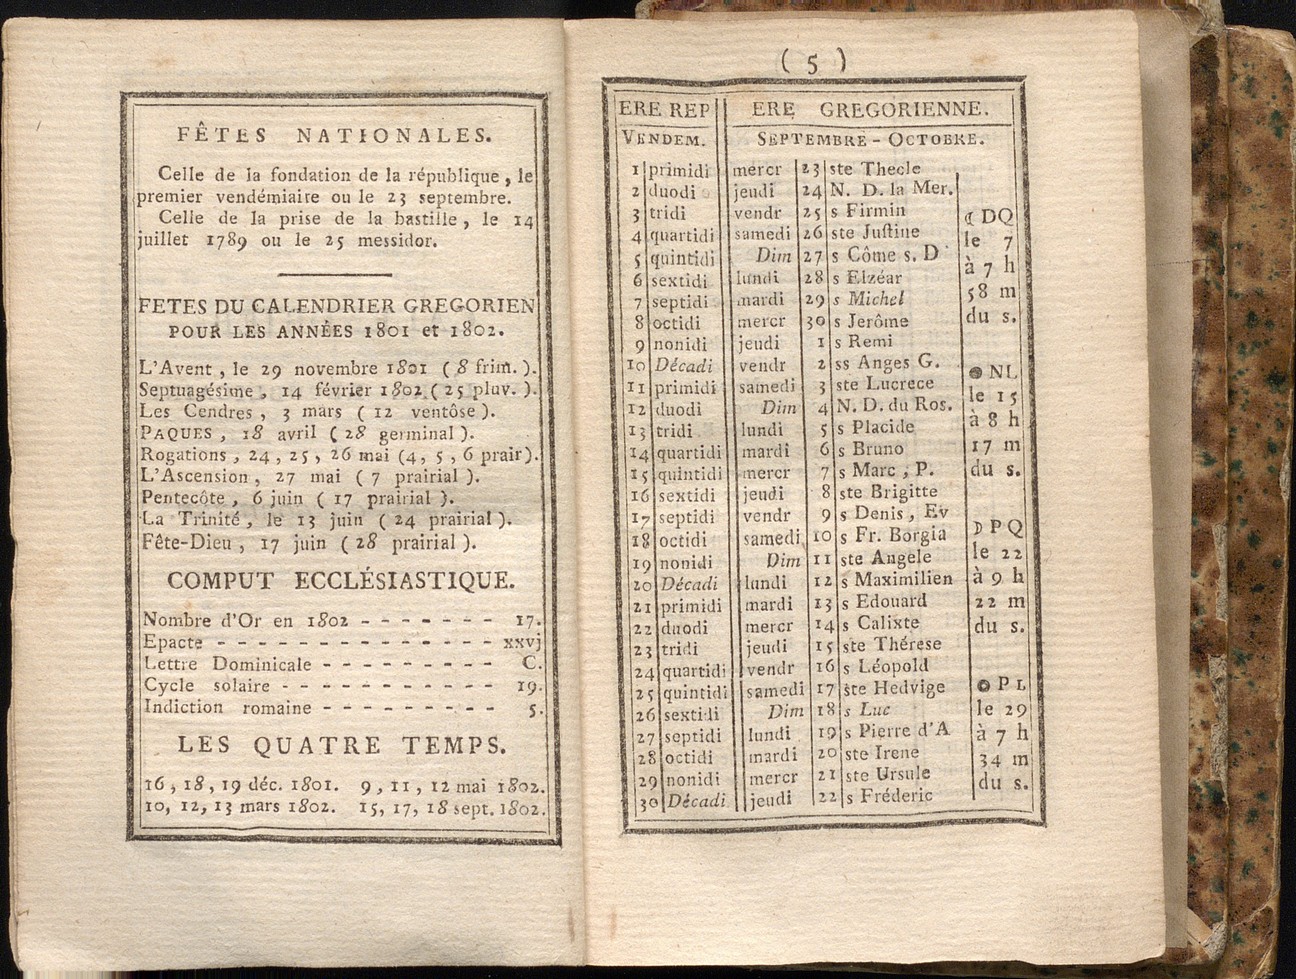 FÊTES NATIONALES.
Celle de la fondation de la république, le
premier vendémiaire ou le 23 septembre.
Celle de la prise de la bastille, le 14
juillet 1789 ou le 25 messidor.
FETES DU CALENDRIER GREGORIEN
POUR LES ANNÉES 1801 et 1802.
L'Avent, le 29 novembre 1801 (8 frim.).
Septuagésime, 14 février 1802 (25 pluv.).
Les Cendres, 3 mars (12 ventôse).
PAQUES, 18 avril (28 germinal).
Rogations, 24, 25, 26 mai (4, 5, 6 prair).
L'Ascension, 27 mai (7 prairial).
Pentecôte, 6 juin (17 prairial).
La Trinité, le 13 juin (24 prairial).
Fête-Dieu, 17 juin (28 prairial).
COMPUT ECCLÉSIASTIQUE.
Nombre d'Or en 1802 - - - - - - - 17.
Epacte - - - - - - - - - - - - - - xxvj
Lettre Dominicale - - - - - - - - - C.
Cycle solaire - - - - - - - - - - - 19.
Indiction romaine - - - - - - - - - 5.
LES QUATRE TEMPS.
16, 18, 19 déc. 1801. 9, 11, 12 mai 1802.
10, 12, 13 mars 1802. 15, 17, 18 sept. 1802.
(5)
ERE REP ERE GREGORIENNE.
VENDEM. SEPTEMBRE - OCTOBRE.
1 primidi mercr 23 ste Thecle
2 duodi jeudi 24 N. D. la Mer.
3 tridi vendr 25 s Firmin
4 quartidi samedi 26 ste Juſtine
5 quintidi Dim 27 s Côme s. D
6 sextidi lundi 28 s Elzéar
7 septidi mardi 29 s Michel
8 octidi mercr 30 s Jerôme
9 nonidi jeudi 1 s Remi
10 Décadi vendr 2 ss Anges G.
11 primidi samedi 3 ste Lucrece
12 duodi Dim 4 N. D. du Ros.
13 tridi lundi 5 s Placide
14 quartidi mardi 6 s Bruno
15 quintidi mercr 7 s Marc, P.
16 sextidi jeudi 8 ste Brigitte
17 septidi vendr 9 s Denis, Ev
18 octidi samedi 10 s Fr. Borgia
19 nonidi Dim 11 ste Angele
20 Décadi lundi 12 s Maximilien
21 primidi mardi 13 s Edouard
22 duodi mercr 14 s Calixte
23 tridi jeudi 15 ste Thérese
24 quartidi vendr 16 s Léopold
25 quintidi samedi 17 ste Hedvige
26 sextidi Dim 18 s Luc
27 septidi lundi 19 s Pierre d'A
28 octidi mardi 20 ste Irene
29 nonidi mercr 21 ste Ursule
30 Décadi jeudi 22 s Fréderic
☾ DQ
le 7
à 7 h
58 m
du s.
● NL
le 15
à 8 h
17 m
du s.
☽ PQ
le 22
à 9 h
22 m
du s.
○ PL
le 29
à 7 h
34 m
du s.